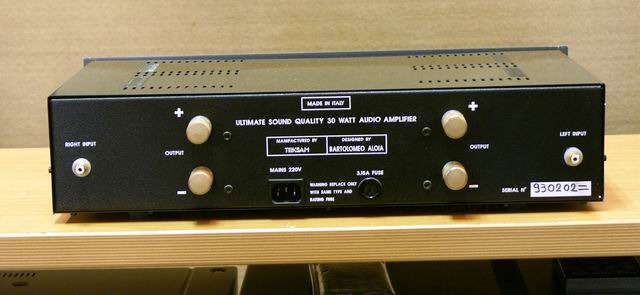 MADE IN ITALY
+
+
ULTIMATE SOUND QUALITY 30 WATT AUDIO AMPLIFIER
RIGHT INPUT
LEFT INPUT
MANUFACTURED BY
TEKSAM
DESIGNED BY
BARTOLOMEO ALOIA
OUTPUT
OUTPUT
MAINS 220V
3,15A FUSE
WARNING REPLACE ONLY
WITH SAME TYPE AND
RATING FUSE
-
-
SERIAL N° 930202=